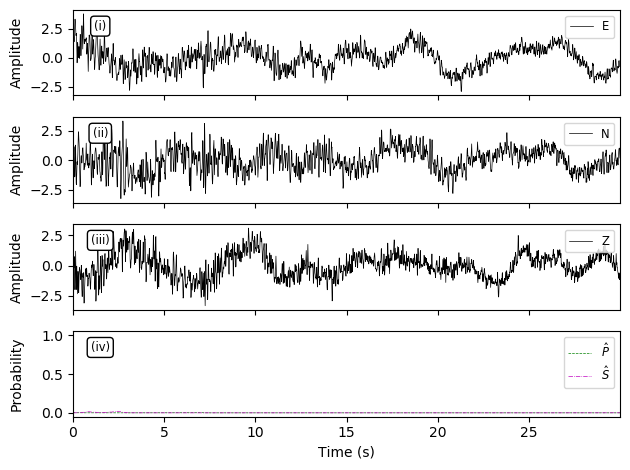 Amplitude
2.5
0.0
−2.5
(i)
E
Amplitude
2.5
0.0
−2.5
(ii)
N
Amplitude
2.5
0.0
−2.5
(iii)
Z
Probability
1.0
0.5
0.0
(iv)
P̂
Ŝ
0 5 10 15 20 25
Time (s)